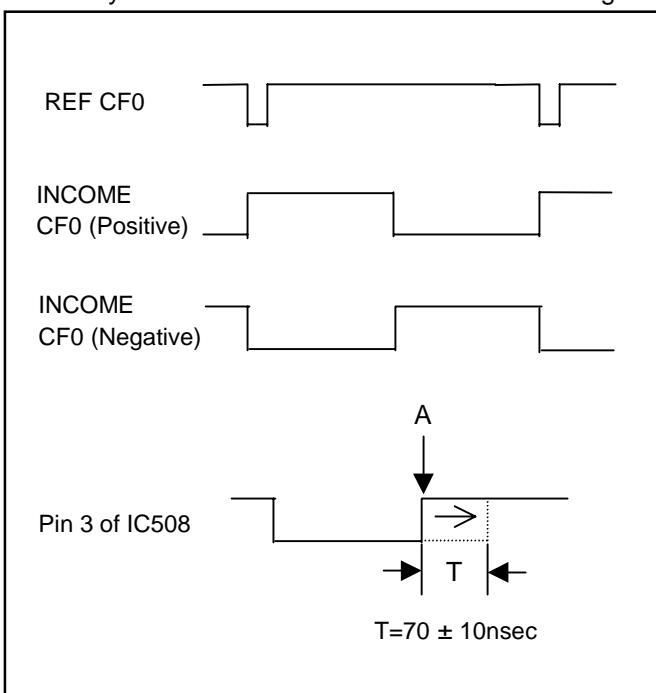 REF CF0
INCOME
CF0 (Positive)
INCOME
CF0 (Negative)
A
Pin 3 of IC508
T
T=70 ± 10nsec